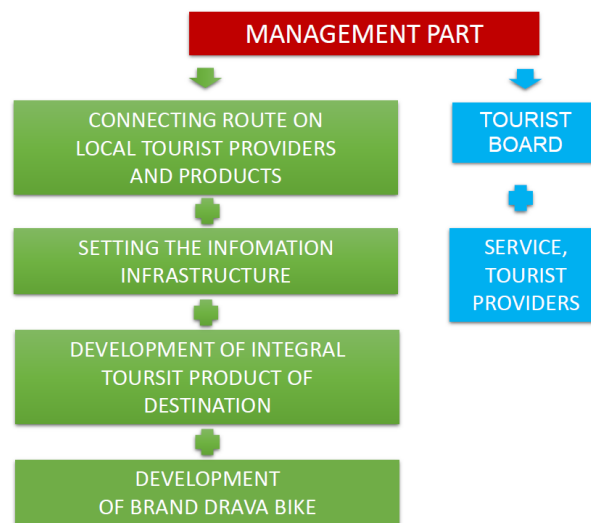 MANAGEMENT PART
CONNECTING ROUTE ON
LOCAL TOURIST PROVIDERS
AND PRODUCTS
SETTING THE INFOMATION
INFRASTRUCTURE
DEVELOPMENT OF INTEGRAL
TOURSIT PRODUCT OF
DESTINATION
DEVELOPMENT
OF BRAND DRAVA BIKE
TOURIST
BOARD
SERVICE,
TOURIST
PROVIDERS